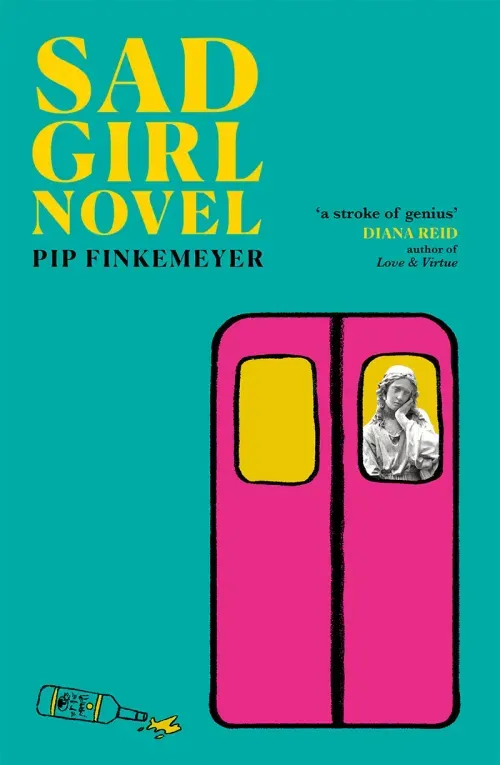 SAD
GIRL
NOVEL
PIP FINKEMEYER
‘a stroke of genius’
DIANA REID
author of
Love & Virtue